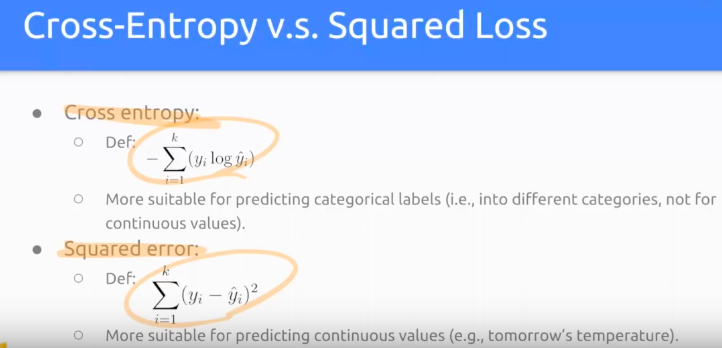 Cross-Entropy v.s. Squared Loss
● Cross entropy:
○ Def: -\sum_{i=1}^{k}(y_i \log \hat{y}_i)
○ More suitable for predicting categorical labels (i.e., into different categories, not for
continuous values).
● Squared error:
○ Def: \sum_{i=1}^{k}(y_i - \hat{y}_i)^2
○ More suitable for predicting continuous values (e.g., tomorrow's temperature).